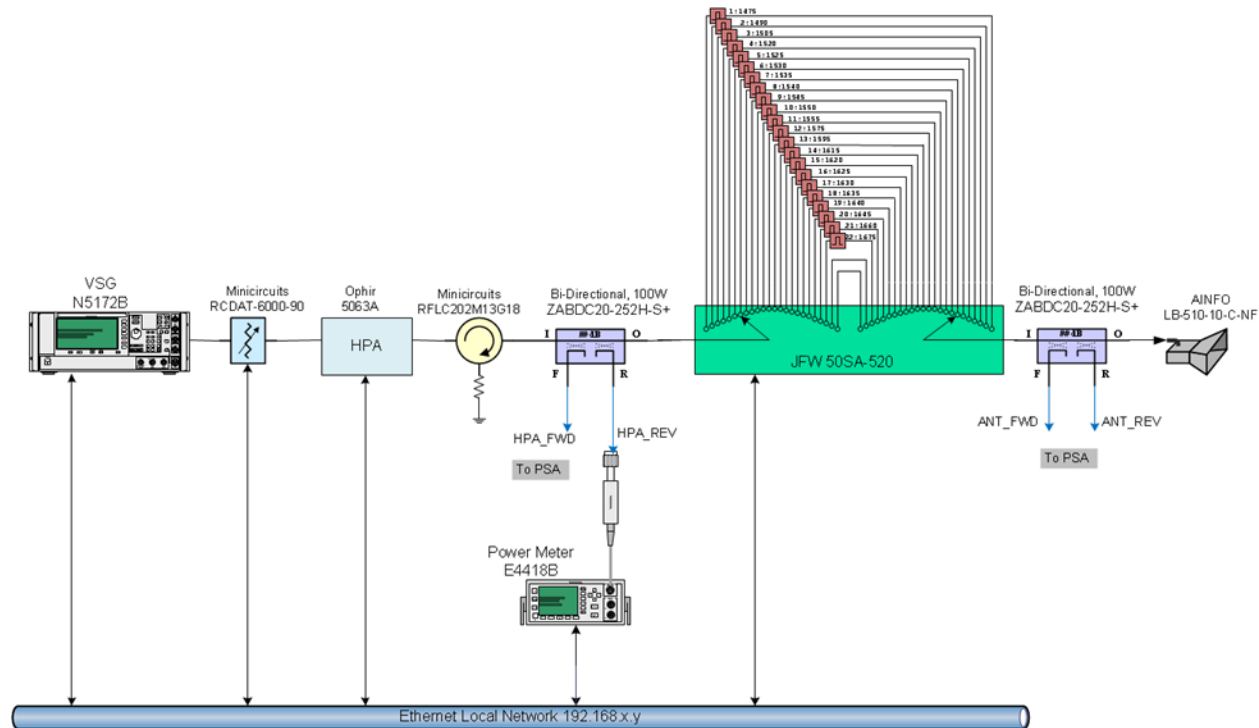 1:1475
2:1490
3:1505
4:1520
5:1525
6:1530
7:1535
8:1540
9:1545
10:1550
11:1555
12:1575
13:1595
14:1615
15:1620
16:1625
17:1630
18:1635
19:1640
20:1645
21:1660
22:1675
VSG
N5172B
Minicircuits
RCDAT-6000-90
Ophir
5063A
Minicircuits
RFLC202M13G18
Bi-Directional, 100W
ZABDC20-252H-S+
Bi-Directional, 100W
ZABDC20-252H-S+
AINFO
LB-510-10-C-NF
HPA
I
O
F
R
JFW 50SA-520
I
O
F
R
HPA_FWD
HPA_REV
To PSA
ANT_FWD
ANT_REV
To PSA
Power Meter
E4418B
Ethernet Local Network 192.168.x.y